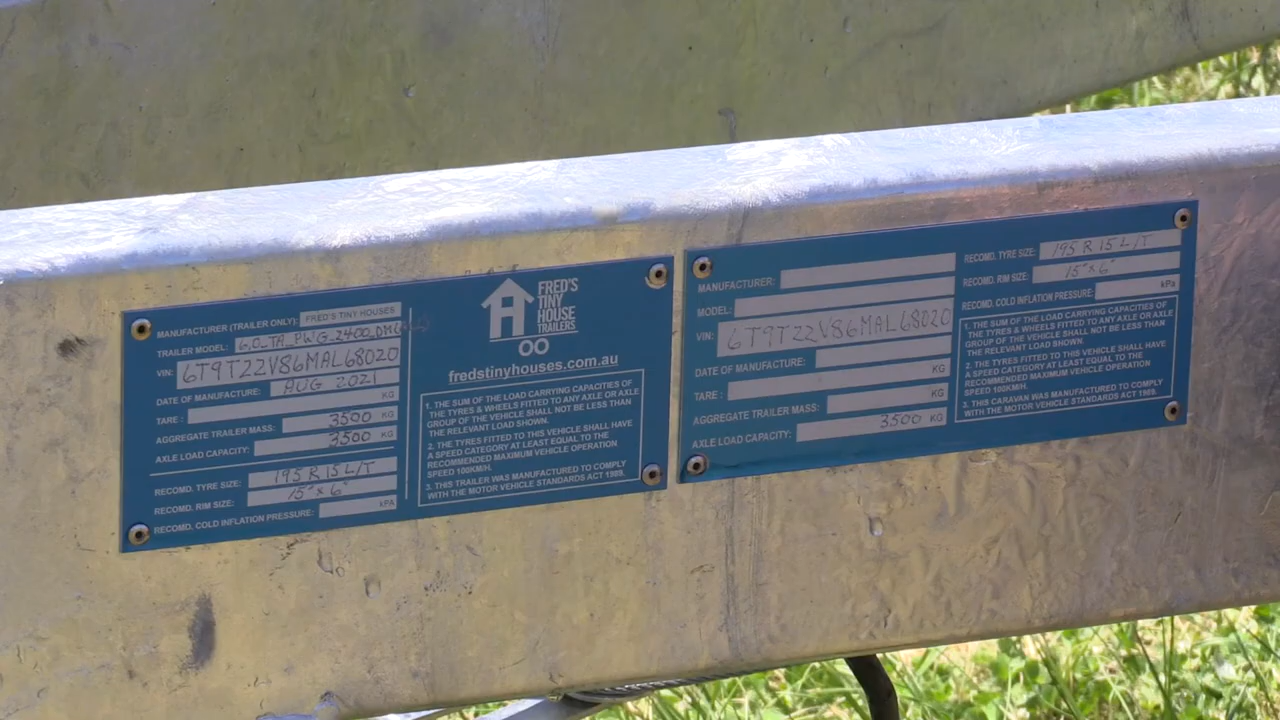 MANUFACTURER (TRAILER ONLY): FRED'S TINY HOUSES
TRAILER MODEL: 6.0_TA_PWG_2400
VIN: 6T9T22V86MAL68020
DATE OF MANUFACTURE: AUG 2021
TARE: KG
AGGREGATE TRAILER MASS: 3500 KG
AXLE LOAD CAPACITY: 3500 KG
RECOMD. TYRE SIZE: 195 R 15 L/T
RECOMD. RIM SIZE: 15" x 6"
RECOMD. COLD INFLATION PRESSURE: kPA
FRED'S
TINY
HOUSE
TRAILERS
fredstinyhouses.com.au
1. THE SUM OF THE LOAD CARRYING CAPACITIES OF
THE TYRES & WHEELS FITTED TO ANY AXLE OR AXLE
GROUP OF THE VEHICLE SHALL NOT BE LESS THAN
THE RELEVANT LOAD SHOWN.
2. THE TYRES FITTED TO THIS VEHICLE SHALL HAVE
A SPEED CATEGORY AT LEAST EQUAL TO THE
RECOMMENDED MAXIMUM VEHICLE OPERATION
SPEED 100KM/H.
3. THIS TRAILER WAS MANUFACTURED TO COMPLY
WITH THE MOTOR VEHICLE STANDARDS ACT 1989.
MANUFACTURER:
MODEL:
VIN: 6T9T22V86MAL68020
DATE OF MANUFACTURE:
TARE : KG
AGGREGATE TRAILER MASS: KG
AXLE LOAD CAPACITY: 3500 KG
RECOMD. TYRE SIZE: 195 R 15 L/T
RECOMD. RIM SIZE: 15" x 6"
RECOMD. COLD INFLATION PRESSURE: kPa
1. THE SUM OF THE LOAD CARRYING CAPACITIES OF
THE TYRES & WHEELS FITTED TO ANY AXLE OR AXLE
GROUP OF THE VEHICLE SHALL NOT BE LESS THAN
THE RELEVANT LOAD SHOWN.
2. THE TYRES FITTED TO THIS VEHICLE SHALL HAVE
A SPEED CATEGORY AT LEAST EQUAL TO THE
RECOMMENDED MAXIMUM VEHICLE OPERATION
SPEED 100KM/H.
3. THIS CARAVAN WAS MANUFACTURED TO COMPLY
WITH THE MOTOR VEHICLE STANDARDS ACT 1989.